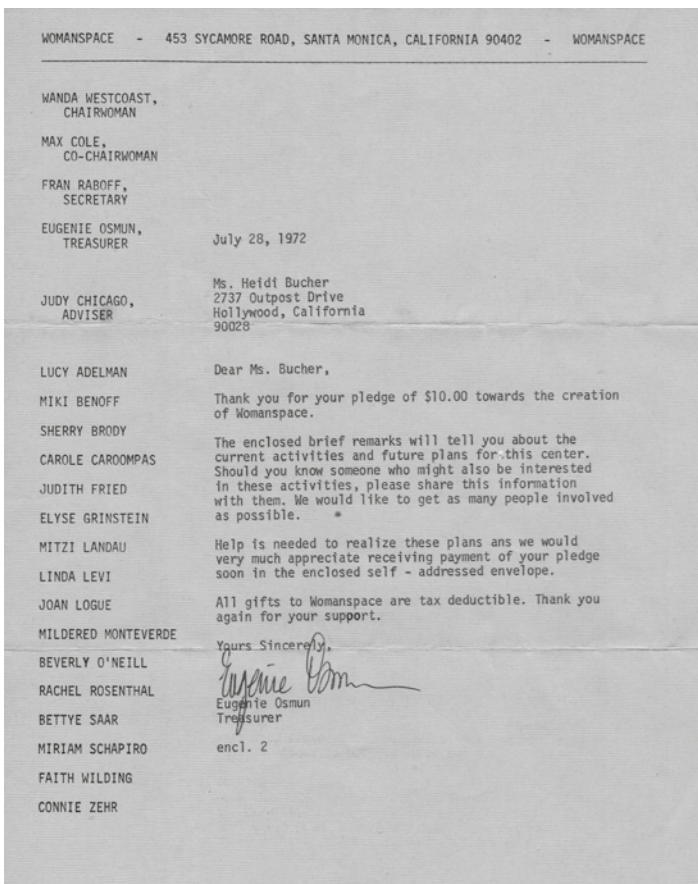 WOMANSPACE - 453 SYCAMORE ROAD, SANTA MONICA, CALIFORNIA 90402 - WOMANSPACE
WANDA WESTCOAST,
CHAIRWOMAN
MAX COLE,
CO-CHAIRWOMAN
FRAN RABOFF,
SECRETARY
EUGENIE OSMUN,
TREASURER
JUDY CHICAGO,
ADVISER
LUCY ADELMAN
MIKI BENOFF
SHERRY BRODY
CAROLE CAROOMPAS
JUDITH FRIED
ELYSE GRINSTEIN
MITZI LANDAU
LINDA LEVI
JOAN LOGUE
MILDERED MONTEVERDE
BEVERLY O'NEILL
RACHEL ROSENTHAL
BETTYE SAAR
MIRIAM SCHAPIRO
FAITH WILDING
CONNIE ZEHR
July 28, 1972
Ms. Heidi Bucher
2737 Outpost Drive
Hollywood, California
90028
Dear Ms. Bucher,
Thank you for your pledge of $10.00 towards the creation
of Womanspace.
The enclosed brief remarks will tell you about the
current activities and future plans for this center.
Should you know someone who might also be interested
in these activities, please share this information
with them. We would like to get as many people involved
as possible. *
Help is needed to realize these plans ans we would
very much appreciate receiving payment of your pledge
soon in the enclosed self - addressed envelope.
All gifts to Womanspace are tax deductible. Thank you
again for your support.
Yours Sincerely,
Eugenie Osmun
Eugenie Osmun
Treasurer
encl. 2